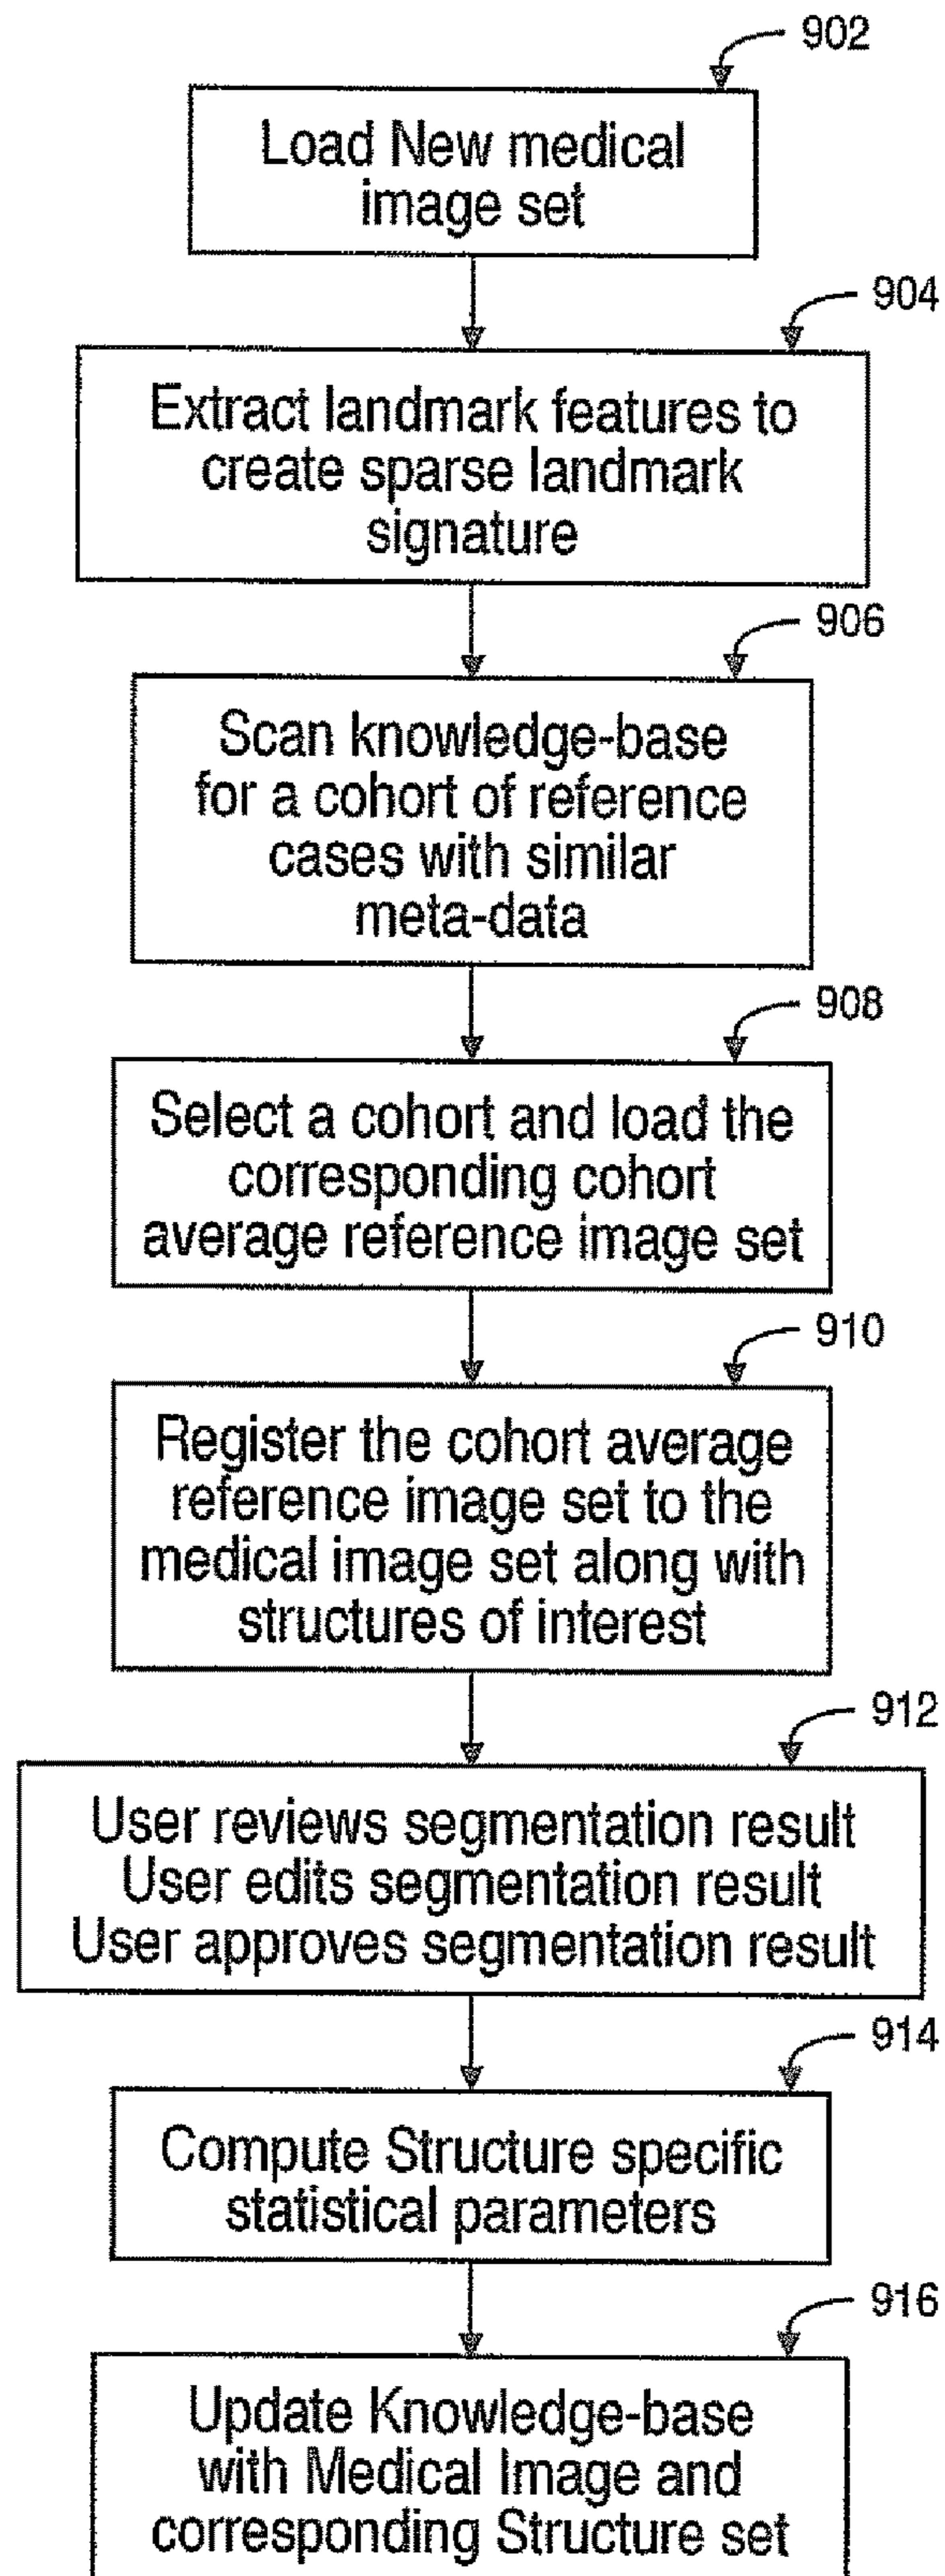 902
Load New medical
image set
904
Extract landmark features to
create sparse landmark
signature
906
Scan knowledge-base
for a cohort of reference
cases with similar
meta-data
908
Select a cohort and load the
corresponding cohort
average reference image set
910
Register the cohort average
reference image set to the
medical image set along with
structures of interest
912
User reviews segmentation result
User edits segmentation result
User approves segmentation result
914
Compute Structure specific
statistical parameters
916
Update Knowledge-base
with Medical Image and
corresponding Structure set